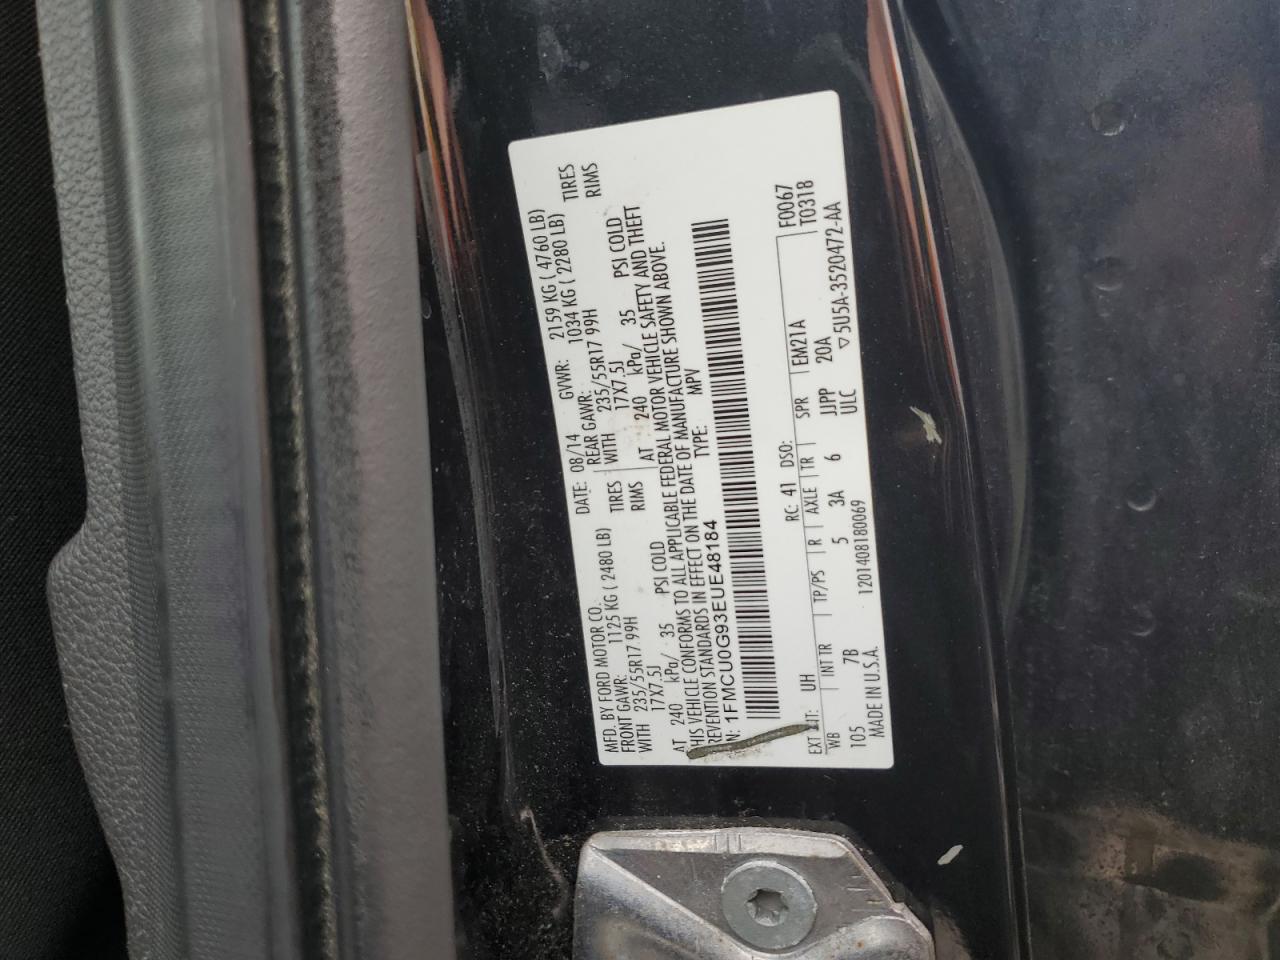 MFD. BY FORD MOTOR CO.
DATE: 08/14 GVWR: 2159 KG ( 4760 LB)
FRONT GAWR: 1125 KG ( 2480 LB)
REAR GAWR: 1034 KG ( 2280 LB)
WITH 235/55R17 99H TIRES
WITH 235/55R17 99H TIRES
17X7.5J RIMS
17X7.5J RIMS
AT 240 kPa/ 35 PSI COLD
AT 240 kPa/ 35 PSI COLD
THIS VEHICLE CONFORMS TO ALL APPLICABLE FEDERAL MOTOR VEHICLE SAFETY AND THEFT
REVENTION STANDARDS IN EFFECT ON THE DATE OF MANUFACTURE SHOWN ABOVE.
N: 1FMCU0G93EUE48184 TYPE: MPV
F0067
EXT : UH RC: 41 DSO: T0318
WB INT TR TP/PS R AXLE TR SPR EM21A
105 7B 5 3A 6 JJPP 20A
MADE IN U.S.A. 1201408180069 ULC ▽5U5A-3520472-AA